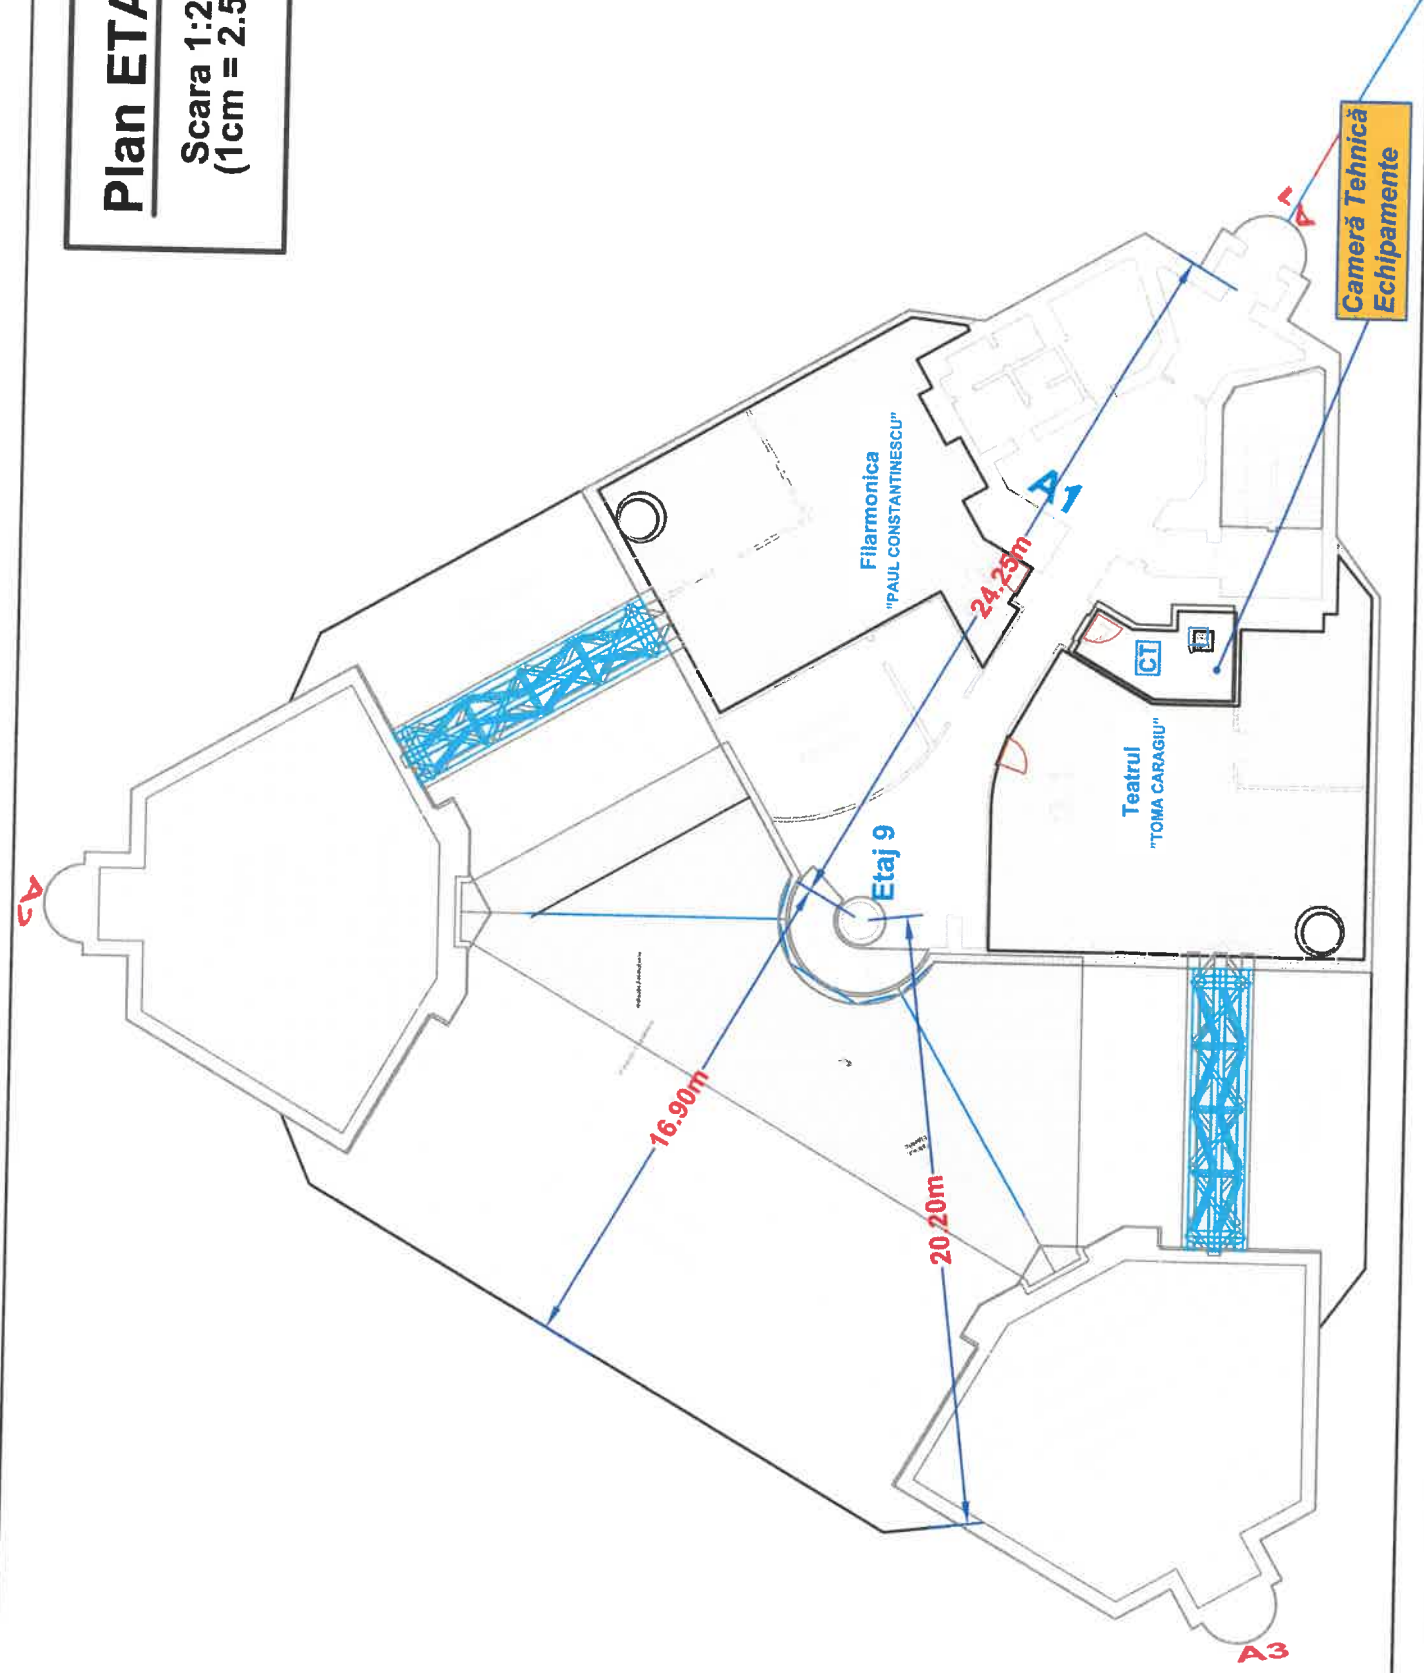 Plan ETA
Scara 1:2
(1cm = 2.5
Cameră Tehnică
Echipamente
A1
Filarmonica
"PAUL CONSTANTINESCU"
A1
24.25m
CT
Teatrul
"TOMA CARAGIU"
Etaj 9
A2
16.90m
20.20m
A3